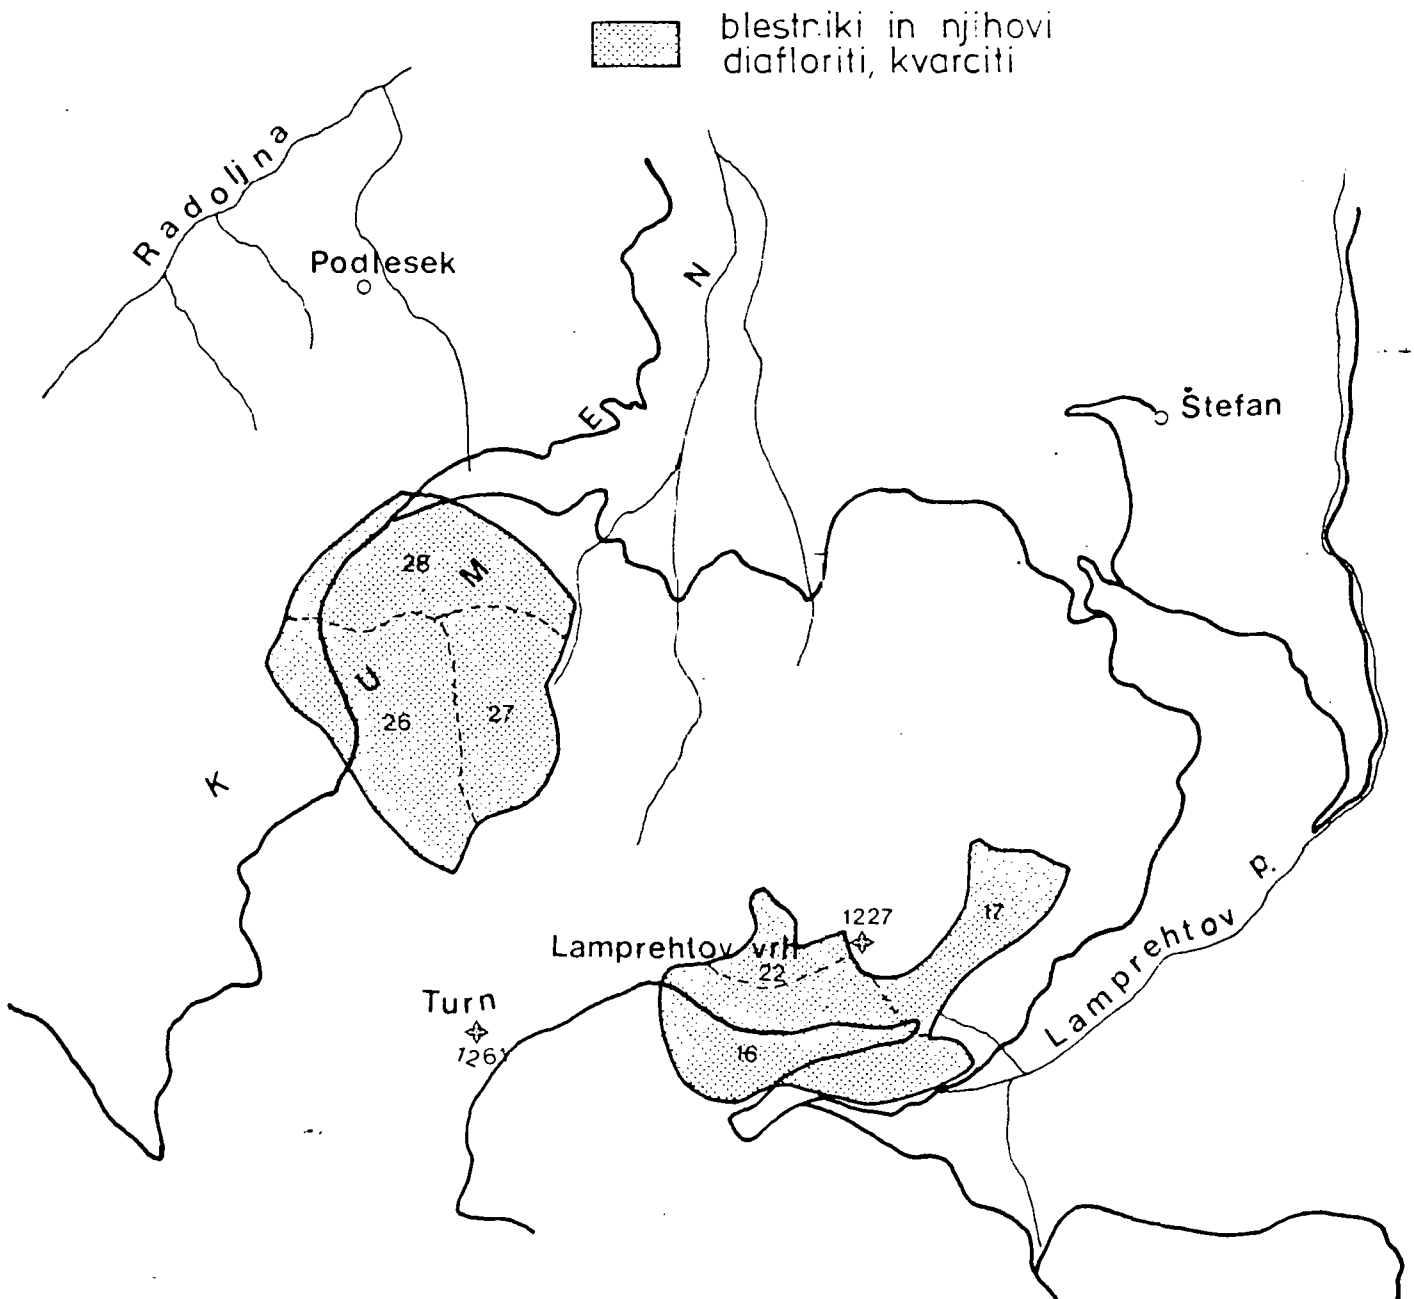 blestniki in njihovi
diafloriti, kvarciti
Radoljna
Podlesek
N
E
Štefan
28
M
U
26
27
K
p.
17
1227
Lamprehtov vrh
22
Lamprehtov
Turn
1261
16